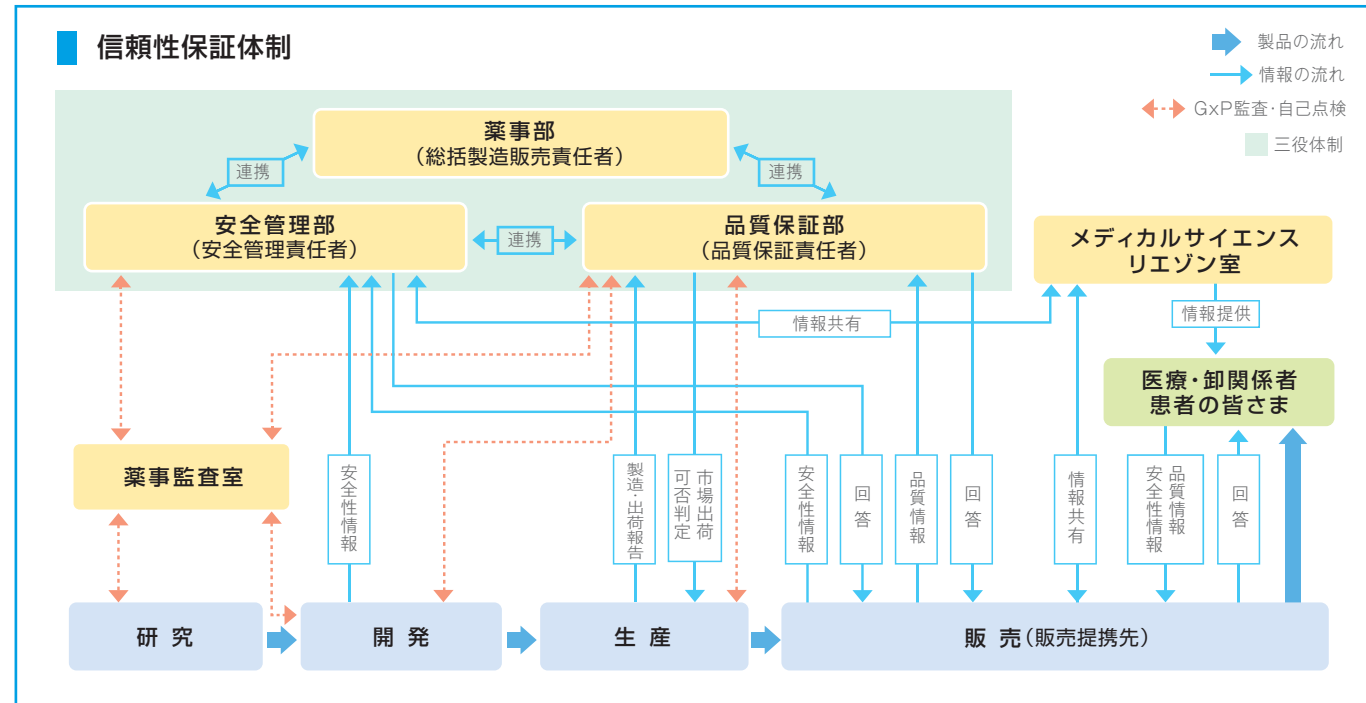 信頼性保証体制
製品の流れ
情報の流れ
GxP監査・自己点検
三役体制
薬事部
(総括製造販売責任者)
連携
連携
安全管理部
(安全管理責任者)
連携
品質保証部
(品質保証責任者)
メディカルサイエンス
リエゾン室
情報共有
情報提供
医療・卸関係者
患者の皆さま
薬事監査室
安全性情報
製造・出荷報告
市場出荷
可否判定
安全性情報
回答
品質情報
回答
情報共有
品質情報
安全性情報
回答
研究
開発
生産
販売(販売提携先)